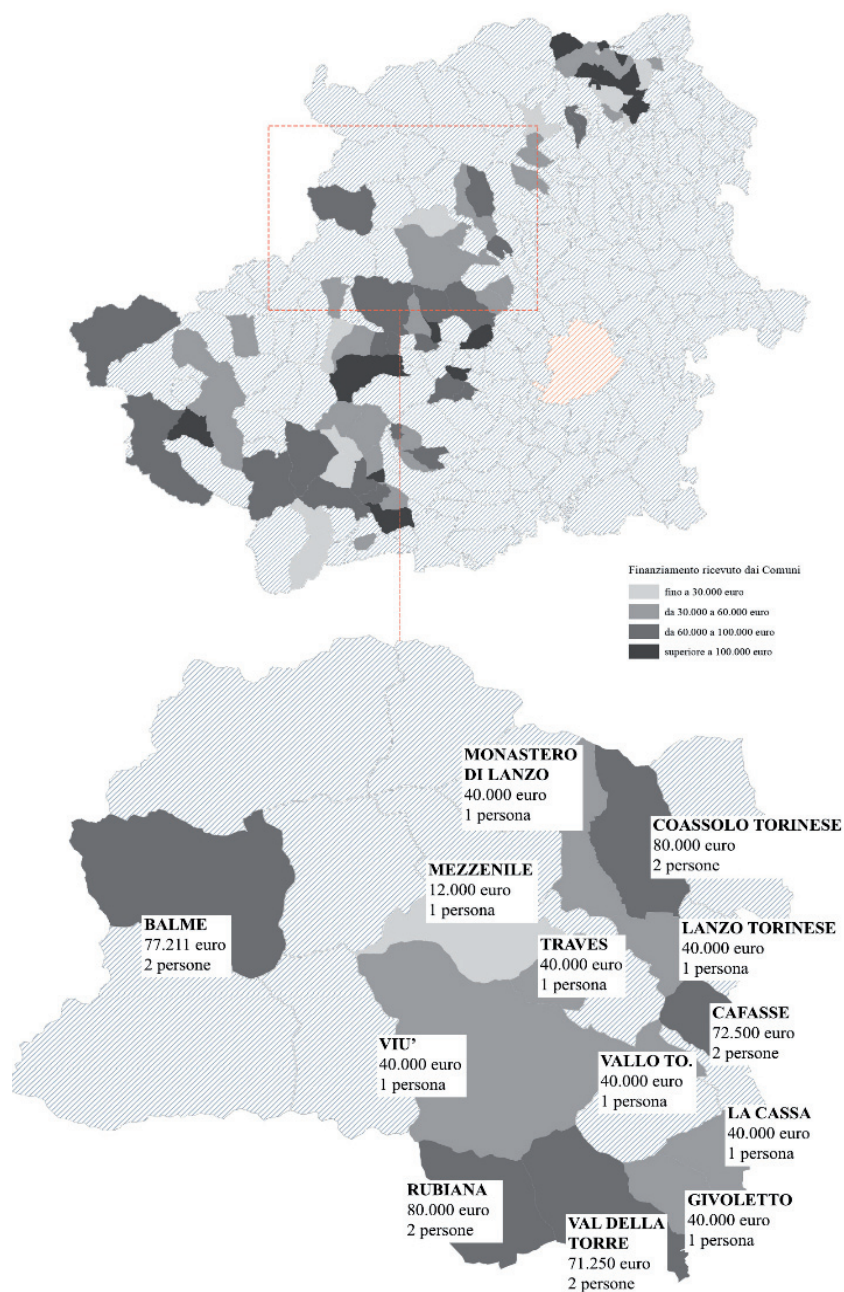 Finanziamento ricevuto dai Comuni
fino a 30.000 euro
da 30.000 a 60.000 euro
da 60.000 a 100.000 euro
superiore a 100.000 euro
MONASTERO
DI LANZO
40.000 euro
1 persona
COASSOLO TORINESE
80.000 euro
2 persone
MEZZENILE
12.000 euro
1 persona
BALME
77.211 euro
2 persone
TRAVES
40.000 euro
1 persona
LANZO TORINESE
40.000 euro
1 persona
CAFASSE
72.500 euro
2 persone
VIU'
40.000 euro
1 persona
VALLO TO.
40.000 euro
1 persona
LA CASSA
40.000 euro
1 persona
RUBIANA
80.000 euro
2 persone
VAL DELLA
TORRE
71.250 euro
2 persone
GIVOLETTO
40.000 euro
1 persona